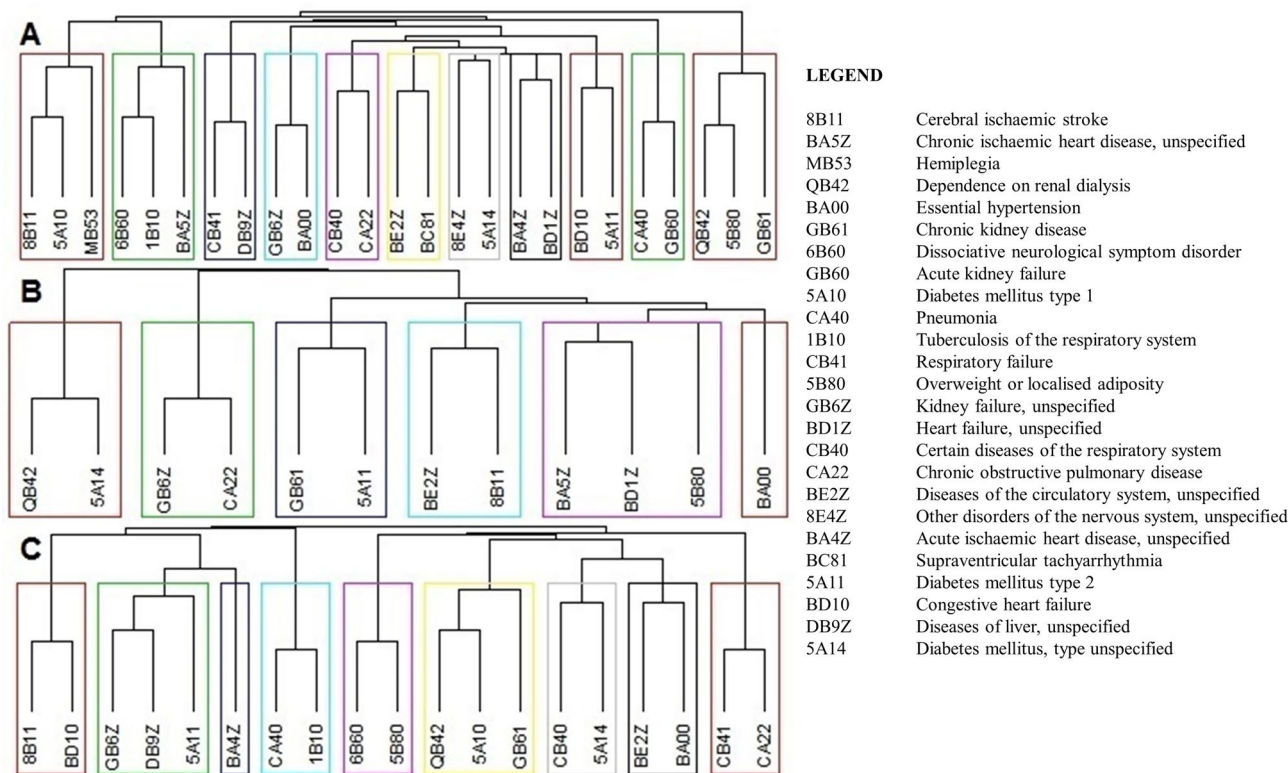 A
8B11 5A10 MB53 6B60 1B10 BA5Z CB41 DB9Z GB6Z BA00 CB40 CA22 BE2Z BC81 8E4Z 5A14 BA4Z BD1Z BD10 5A11 CA40 GB60 QB42 5B80 GB61
B
QB42 5A14 GB6Z CA22 GB61 5A11 BE2Z 8B11 BA5Z BD1Z 5B80 BA00
C
8B11 BD10 GB6Z DB9Z 5A11 BA4Z CA40 1B10 6B60 5B80 QB42 5A10 GB61 CB40 5A14 BE2Z BA00 CB41 CA22
LEGEND
8B11 Cerebral ischaemic stroke
BA5Z Chronic ischaemic heart disease, unspecified
MB53 Hemiplegia
QB42 Dependence on renal dialysis
BA00 Essential hypertension
GB61 Chronic kidney disease
6B60 Dissociative neurological symptom disorder
GB60 Acute kidney failure
5A10 Diabetes mellitus type 1
CA40 Pneumonia
1B10 Tuberculosis of the respiratory system
CB41 Respiratory failure
5B80 Overweight or localised adiposity
GB6Z Kidney failure, unspecified
BD1Z Heart failure, unspecified
CB40 Certain diseases of the respiratory system
CA22 Chronic obstructive pulmonary disease
BE2Z Diseases of the circulatory system, unspecified
8E4Z Other disorders of the nervous system, unspecified
BA4Z Acute ischaemic heart disease, unspecified
BC81 Supraventricular tachyarrhythmia
5A11 Diabetes mellitus type 2
BD10 Congestive heart failure
DB9Z Diseases of liver, unspecified
5A14 Diabetes mellitus, type unspecified